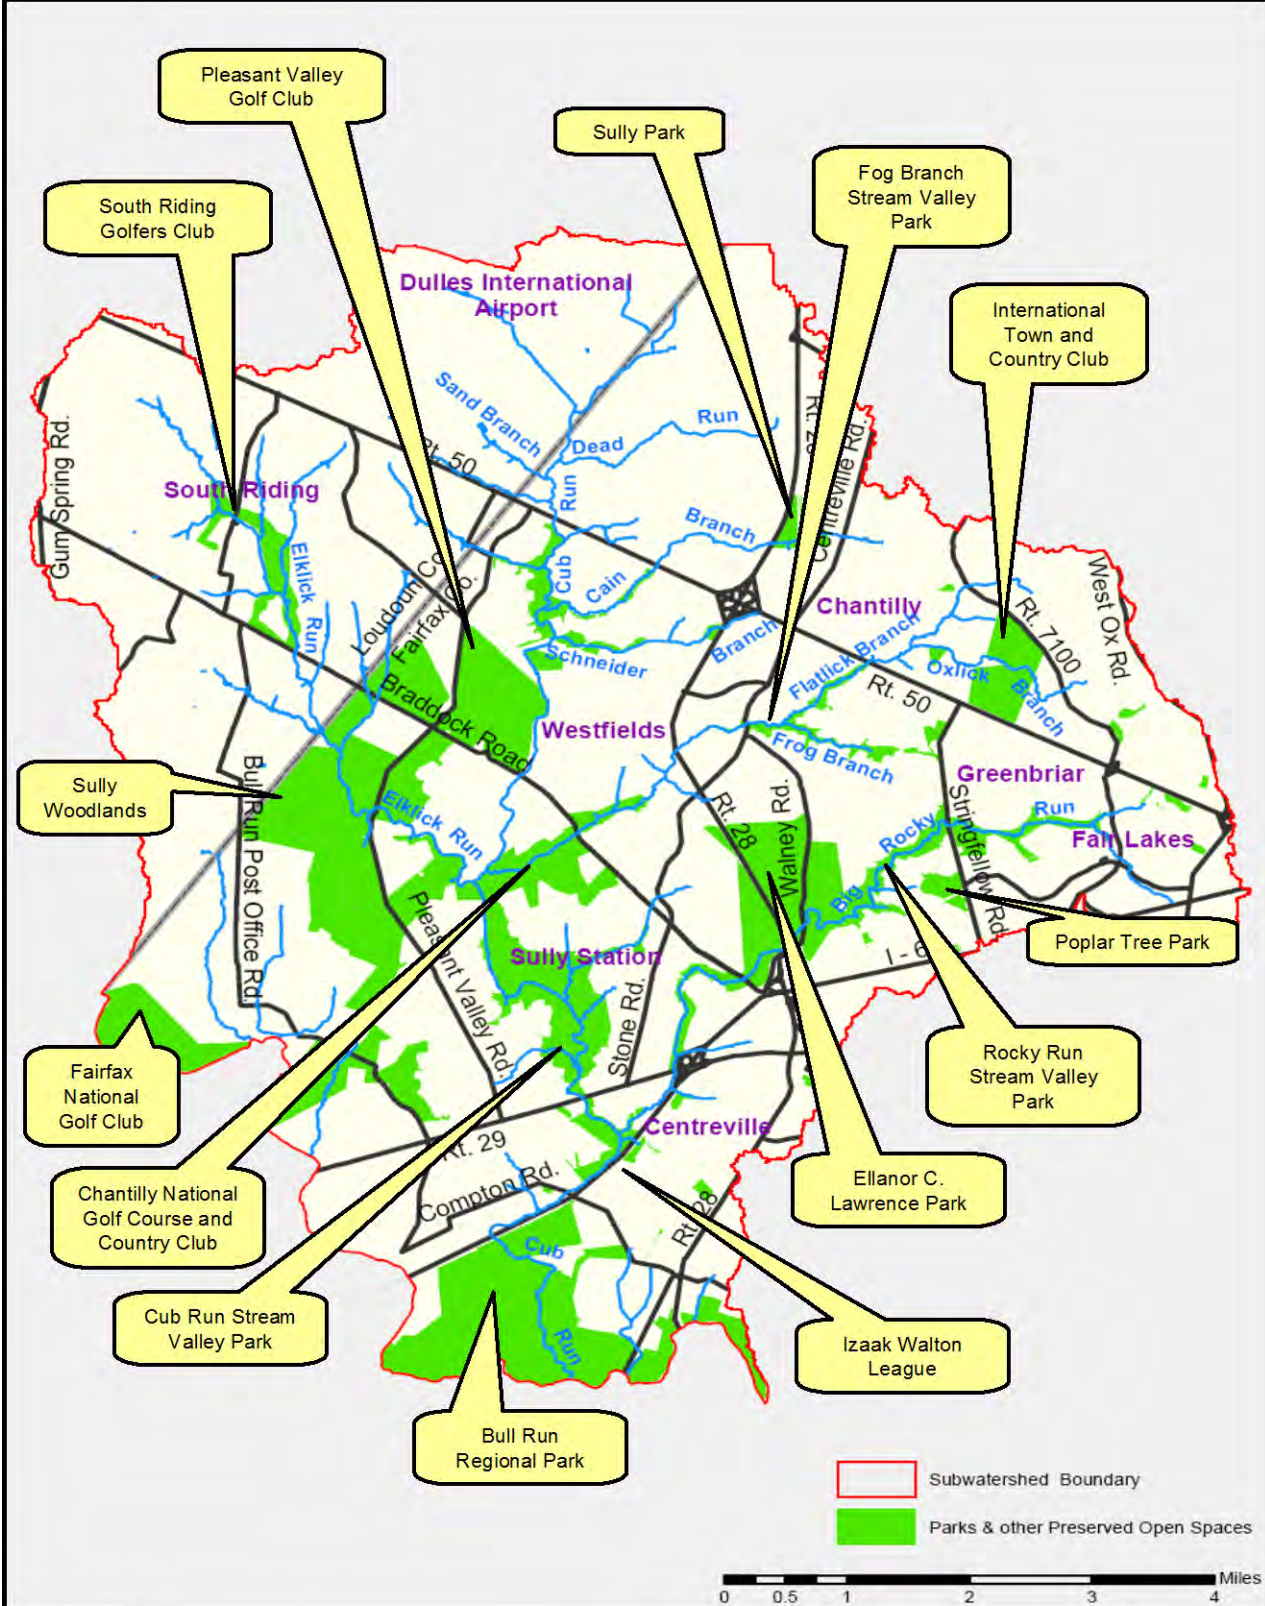 Pleasant Valley
Golf Club
Sully Park
Fog Branch
Stream Valley
Park
South Riding
Golfers Club
International
Town and
Country Club
Dulles International
Airport
Sand Branch
Dead
Run
Rt. 50
Gum Spring Rd.
South Riding
Elklick
Run
Loudoun Co.
Fairfax Co.
Run
Cub
Cain
Branch
Centreville Rd.
Chantilly
Schneider
Branch
Flatlick Branch
Oxlick
Branch
Rt. 7100
West Ox Rd.
Rt. 50
Braddock Road
Westfields
Frog Branch
Greenbriar
Sully
Woodlands
Bull Run Post Office Rd.
Elklick Run
Rt. 28
Walney Rd.
Big
Rocky
Run
Stringfellow Rd.
Fair Lakes
Pleasant Valley Rd.
Sully Station
Stone Rd.
I - 6
Poplar Tree Park
Fairfax
National
Golf Club
Rocky Run
Stream Valley
Park
Centreville
Rt. 29
Compton Rd.
Rt. 28
Chantilly National
Golf Course and
Country Club
Ellanor C.
Lawrence Park
Cub
Run
Cub Run Stream
Valley Park
Izaak Walton
League
Bull Run
Regional Park
Subwatershed Boundary
Parks & other Preserved Open Spaces
Miles
0 0.5 1 2 3 4